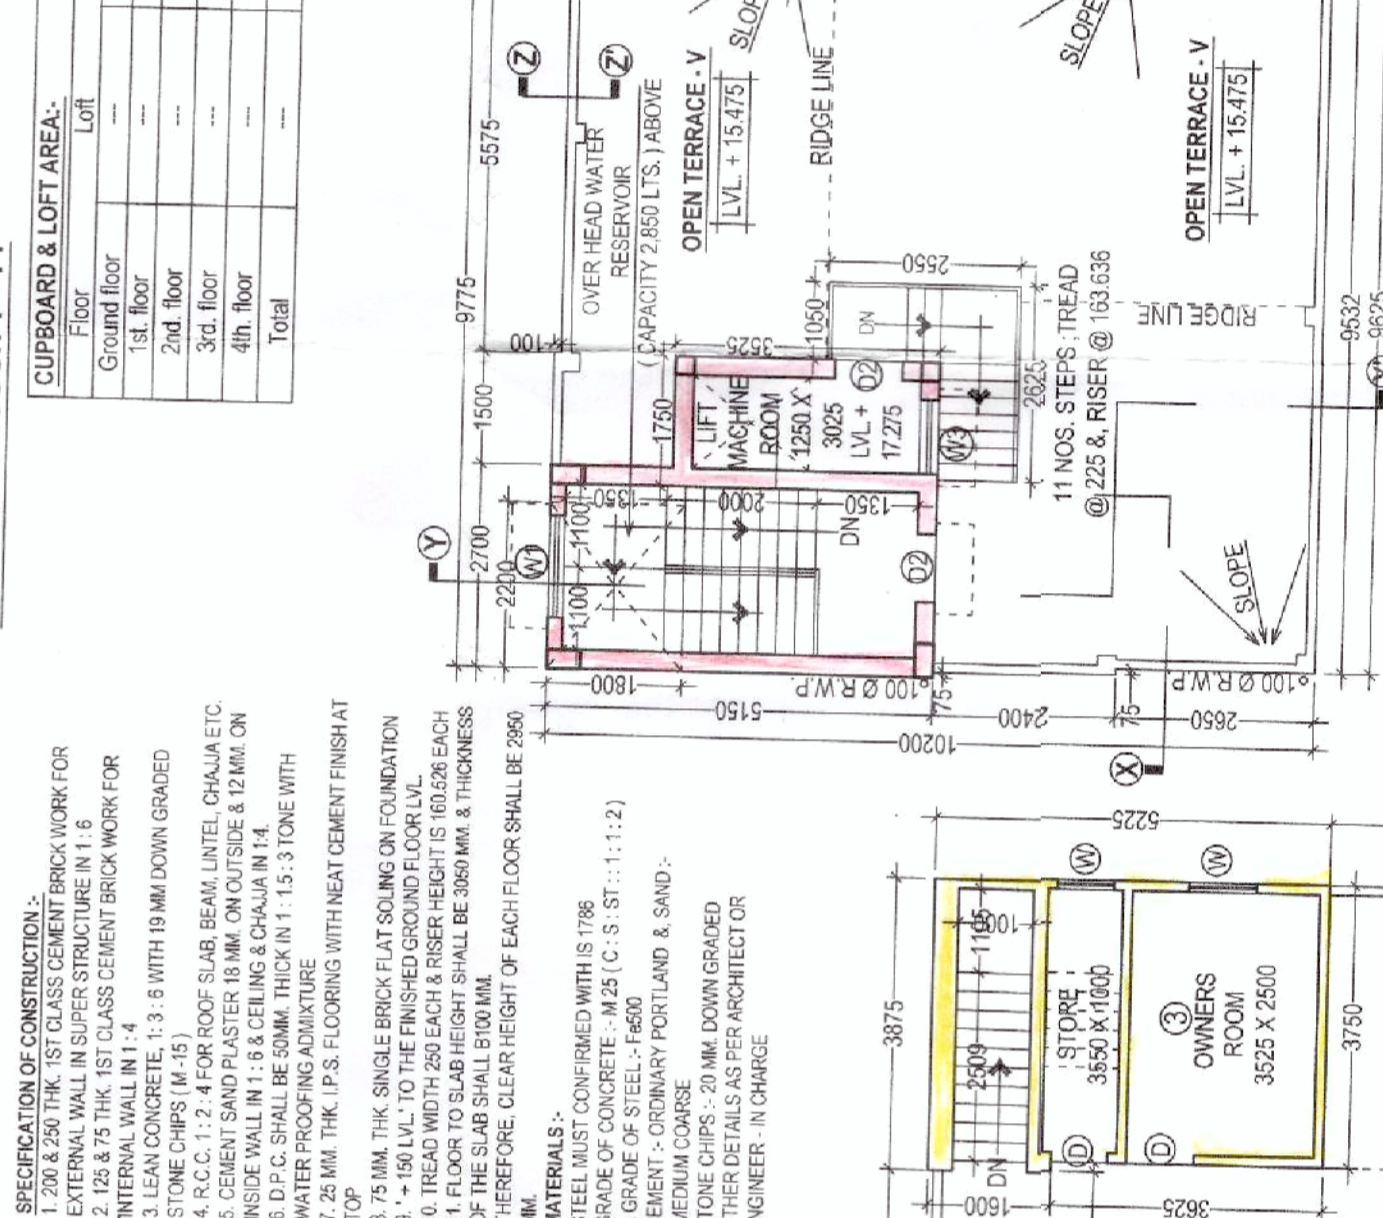 CUPBOARD & LOFT AREA:-
Floor Loft
Ground floor ---
1st. floor ---
2nd. floor ---
3rd. floor ---
4th. floor ---
Total ---
SPECIFICATION OF CONSTRUCTION :-
1. 200 & 250 THK. 1ST CLASS CEMENT BRICK WORK FOR
EXTERNAL WALL IN SUPER STRUCTURE IN 1 : 6
2. 125 & 75 THK. 1ST CLASS CEMENT BRICK WORK FOR
INTERNAL WALL IN 1 : 4
3. LEAN CONCRETE, 1: 3 : 6 WITH 19 MM DOWN GRADED
STONE CHIPS ( M -15 )
4. R.C.C. 1 : 2 : 4 FOR ROOF SLAB, BEAM, LINTEL, CHAJJA ETC.
5. CEMENT SAND PLASTER 18 MM. ON OUTSIDE & 12 MM. ON
INSIDE WALL IN 1 : 6 & CEILING & CHAJJA IN 1:4.
6. D.P.C. SHALL BE 50MM. THICK IN 1 : 1.5 : 3 TONE WITH
WATER PROOFING ADMIXTURE
7. 25 MM. THK. I.P.S. FLOORING WITH NEAT CEMENT FINISH AT
TOP
75 MM. THK. SINGLE BRICK FLAT SOLING ON FOUNDATION
' + 150 LVL.' TO THE FINISHED GROUND FLOOR LVL.
0. TREAD WIDTH 250 EACH & RISER HEIGHT IS 160.526 EACH
1. FLOOR TO SLAB HEIGHT SHALL BE 3050 MM. & THICKNESS
OF THE SLAB SHALL B100 MM.
HEREFORE, CLEAR HEIGHT OF EACH FLOOR SHALL BE 2950
MM.
MATERIALS :-
STEEL MUST CONFIRMED WITH IS 1786
GRADE OF CONCRETE :- M 25 ( C : S : ST : : 1 : 1 : 2 )
GRADE OF STEEL :- Fe500
EMENT :- ORDINARY PORTLAND &, SAND :-
MEDIUM COARSE
TONE CHIPS :- 20 MM. DOWN GRADED
THER DETAILS AS PER ARCHITECT OR
NGINEER - IN CHARGE
5575
9775
1500
2700
2200
100
Y
Z
Z'
OVER HEAD WATER
RESERVOIR
(CAPACITY 2,850 LTS. ) ABOVE
OPEN TERRACE - V
LVL. + 15.475
SLOPE
RIDGE LINE
SLOPE
OPEN TERRACE - V
LVL. + 15.475
RIDGE LINE
W1
1100
1100
1350
2000
1350
DN
D2
1750
3525
LIFT
MACHINE
ROOM
1250 X
3025
LVL +
17.275
D2
W3
1050
2550
DN
2625
11 NOS. STEPS ; TREAD
@ 225 &, RISER @ 163.636
9532
9625
SLOPE
1800
5150
100 Ø R.W.P.
75
2400
75
2650
100 Ø R.W.P.
10200
X
5225
3875
W
W
100
1195
2509
DN
STORE
3550 X 1000
D
3
OWNERS
ROOM
3525 X 2500
D
3750
1600
3625